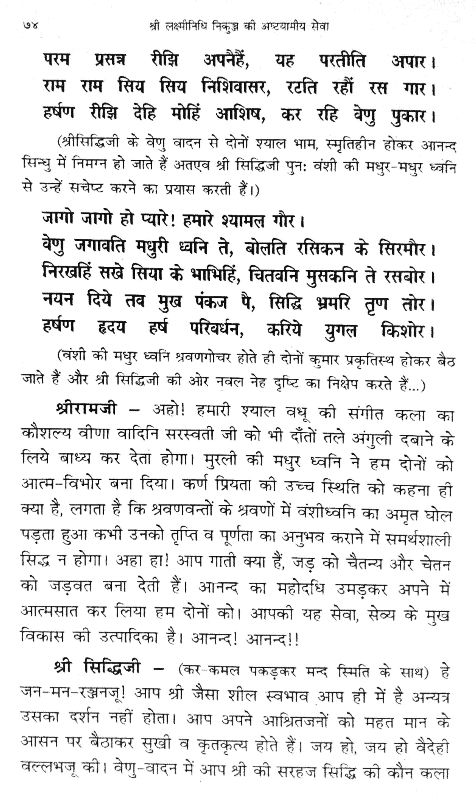 ७४ श्री लक्ष्मीनिधि निकुञ्ज की अष्टयामीय सेवा
परम प्रसन्न रीझि अपनैहैं, यह परतीति अपार।
राम राम सिय सिय निशिवासर, रटति रहौं रस गार।
हर्षण रीझि देहि मोहिं आशिष, कर रहि वेणु पुकार।
(श्रीसिद्धिजी के वेणु वादन से दोनों श्याल भाम, स्मृतिहीन होकर आनन्द
सिन्धु में निमग्न हो जाते हैं अतएव श्री सिद्धिजी पुनः वंशी की मधुर-मधुर ध्वनि
से उन्हें सचेष्ट करने का प्रयास करती हैं।)
जागो जागो हो प्यारे! हमारे श्यामल गौर।
वेणु जगावति मधुरी ध्वनि ते, बोलति रसिकन के सिरमौर।
निरखहिं सखे सिया के भाभिहिं, चितवनि मुसकनि ते रसबोर।
नयन दिये तव मुख पंकज पै, सिद्धि भ्रमरि तृण तोर।
हर्षण हृदय हर्ष परिवर्धन, करिये युगल किशोर।
(वंशी की मधुर ध्वनि श्रवणगोचर होते ही दोनों कुमार प्रकृतिस्थ होकर बैठ
जाते हैं और श्री सिद्धिजी की ओर नवल नेह दृष्टि का निक्षेप करते हैं...)
श्रीरामजी – अहो! हमारी श्याल वधू की संगीत कला का
कौशल्य वीणा वादिनि सरस्वती जी को भी दाँतों तले अंगुली दबाने के
लिये बाध्य कर देता होगा। मुरली की मधुर ध्वनि ने हम दोनों को
आत्म-विभोर बना दिया। कर्ण प्रियता की उच्च स्थिति को कहना ही
क्या है, लगता है कि श्रवणवन्तों के श्रवणों में वंशीध्वनि का अमृत घोल
पड़ता हुआ कभी उनको तृप्ति व पूर्णता का अनुभव कराने में समर्थशाली
सिद्ध न होगा। अहा हा! आप गाती क्या हैं, जड़ को चैतन्य और चेतन
को जड़वत बना देती हैं। आनन्द का महोदधि उमड़कर अपने में
आत्मसात कर लिया हम दोनों को। आपकी यह सेवा, सेव्य के मुख
विकास की उत्पादिका है। आनन्द! आनन्द!!
श्री सिद्धिजी – (कर-कमल पकड़कर मन्द स्मिति के साथ) हे
जन-मन-रञ्जनजू! आप श्री जैसा शील स्वभाव आप ही में है अन्यत्र
उसका दर्शन नहीं होता। आप अपने आश्रितजनों को महत मान के
आसन पर बैठाकर सुखी व कृतकृत्य होते हैं। जय हो, जय हो वैदेही
वल्लभजू की। वेणु-वादन में आप श्री की सरहज सिद्धि की कौन कला